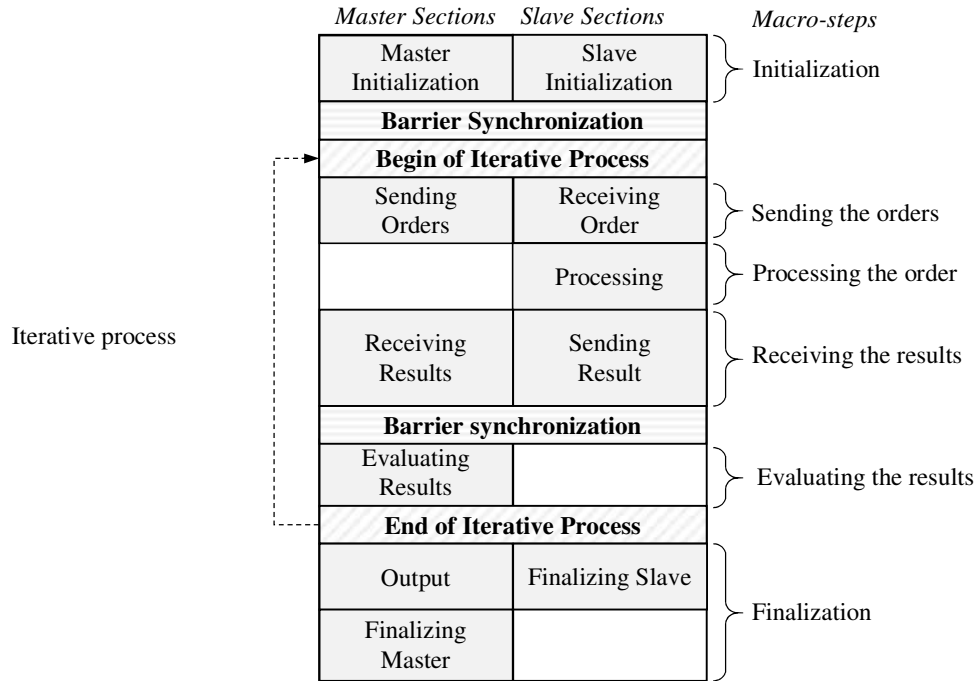 Master Sections Slave Sections Macro-steps
Master
Initialization
Slave
Initialization
Initialization
Barrier Synchronization
Begin of Iterative Process
Sending
Orders
Receiving
Order
Sending the orders
Processing
Processing the order
Iterative process
Receiving
Results
Sending
Result
Receiving the results
Barrier synchronization
Evaluating
Results
Evaluating the results
End of Iterative Process
Output
Finalizing Slave
Finalization
Finalizing
Master